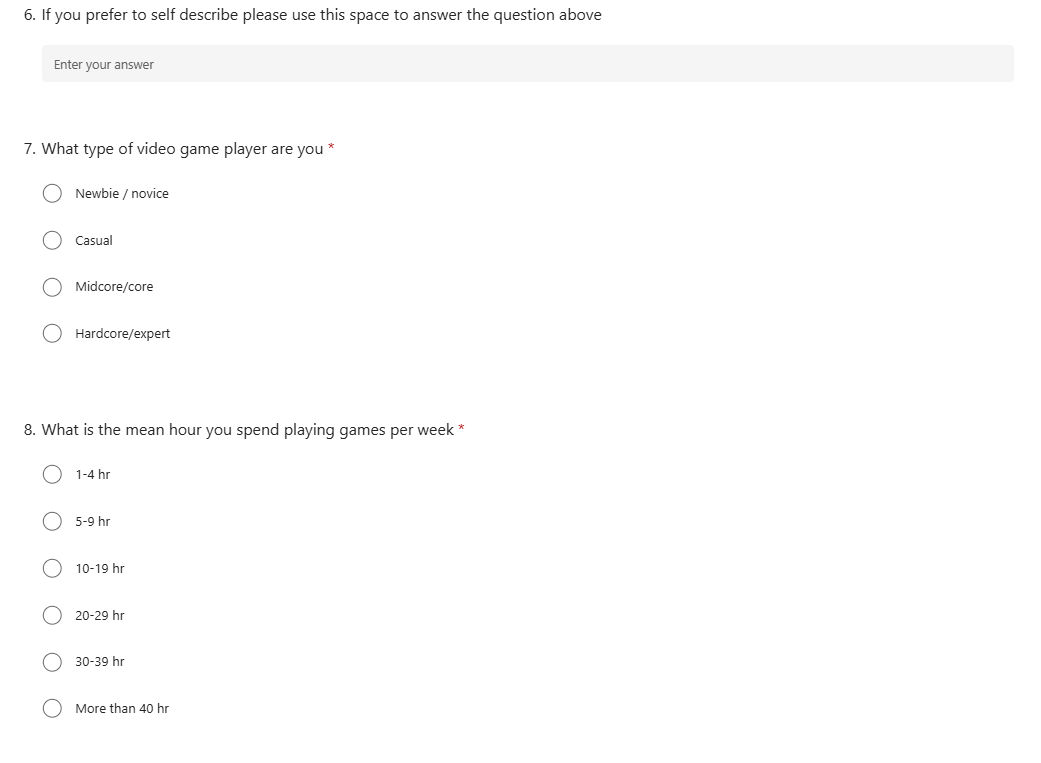 6. If you prefer to self describe please use this space to answer the question above
Enter your answer
7. What type of video game player are you *
Newbie / novice
Casual
Midcore/core
Hardcore/expert
8. What is the mean hour you spend playing games per week *
1-4 hr
5-9 hr
10-19 hr
20-29 hr
30-39 hr
More than 40 hr